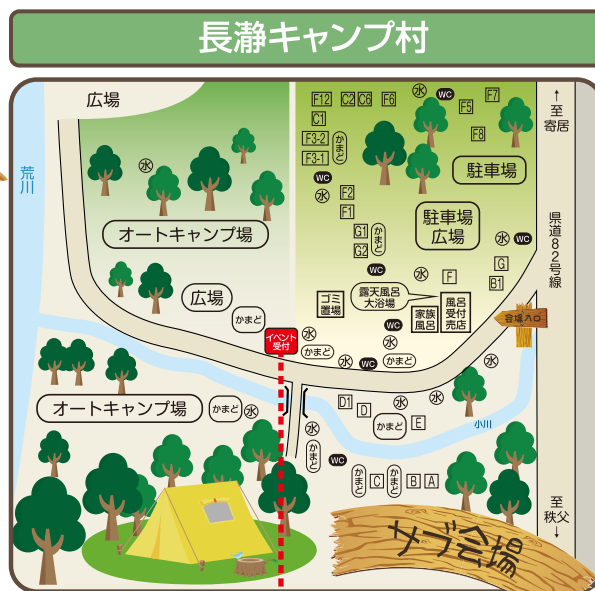 長瀞キャンプ村
広場
F12
C2
C6
F6
水
WC
F7
F5
C1
F8
F3-2
F3-1
かまど
WC
水
駐車場
↑
至
寄居
荒川
水
オートキャンプ場
F2
F1
G1
G2
かまど
WC
駐車場
広場
水
WC
県道82号線
広場
かまど
ゴミ
置場
露天風呂
大浴場
水
F
G
B1
家族
風呂
風呂
受付
売店
会場入口
イベント
受付
水
かまど
WC
水
かまど
水
WC
水
オートキャンプ場
かまど
水
D1
D
水
水
かまど
E
小川
水
かまど
WC
かまど
C
かまど
B
A
至
秩父
↓
サブ会場